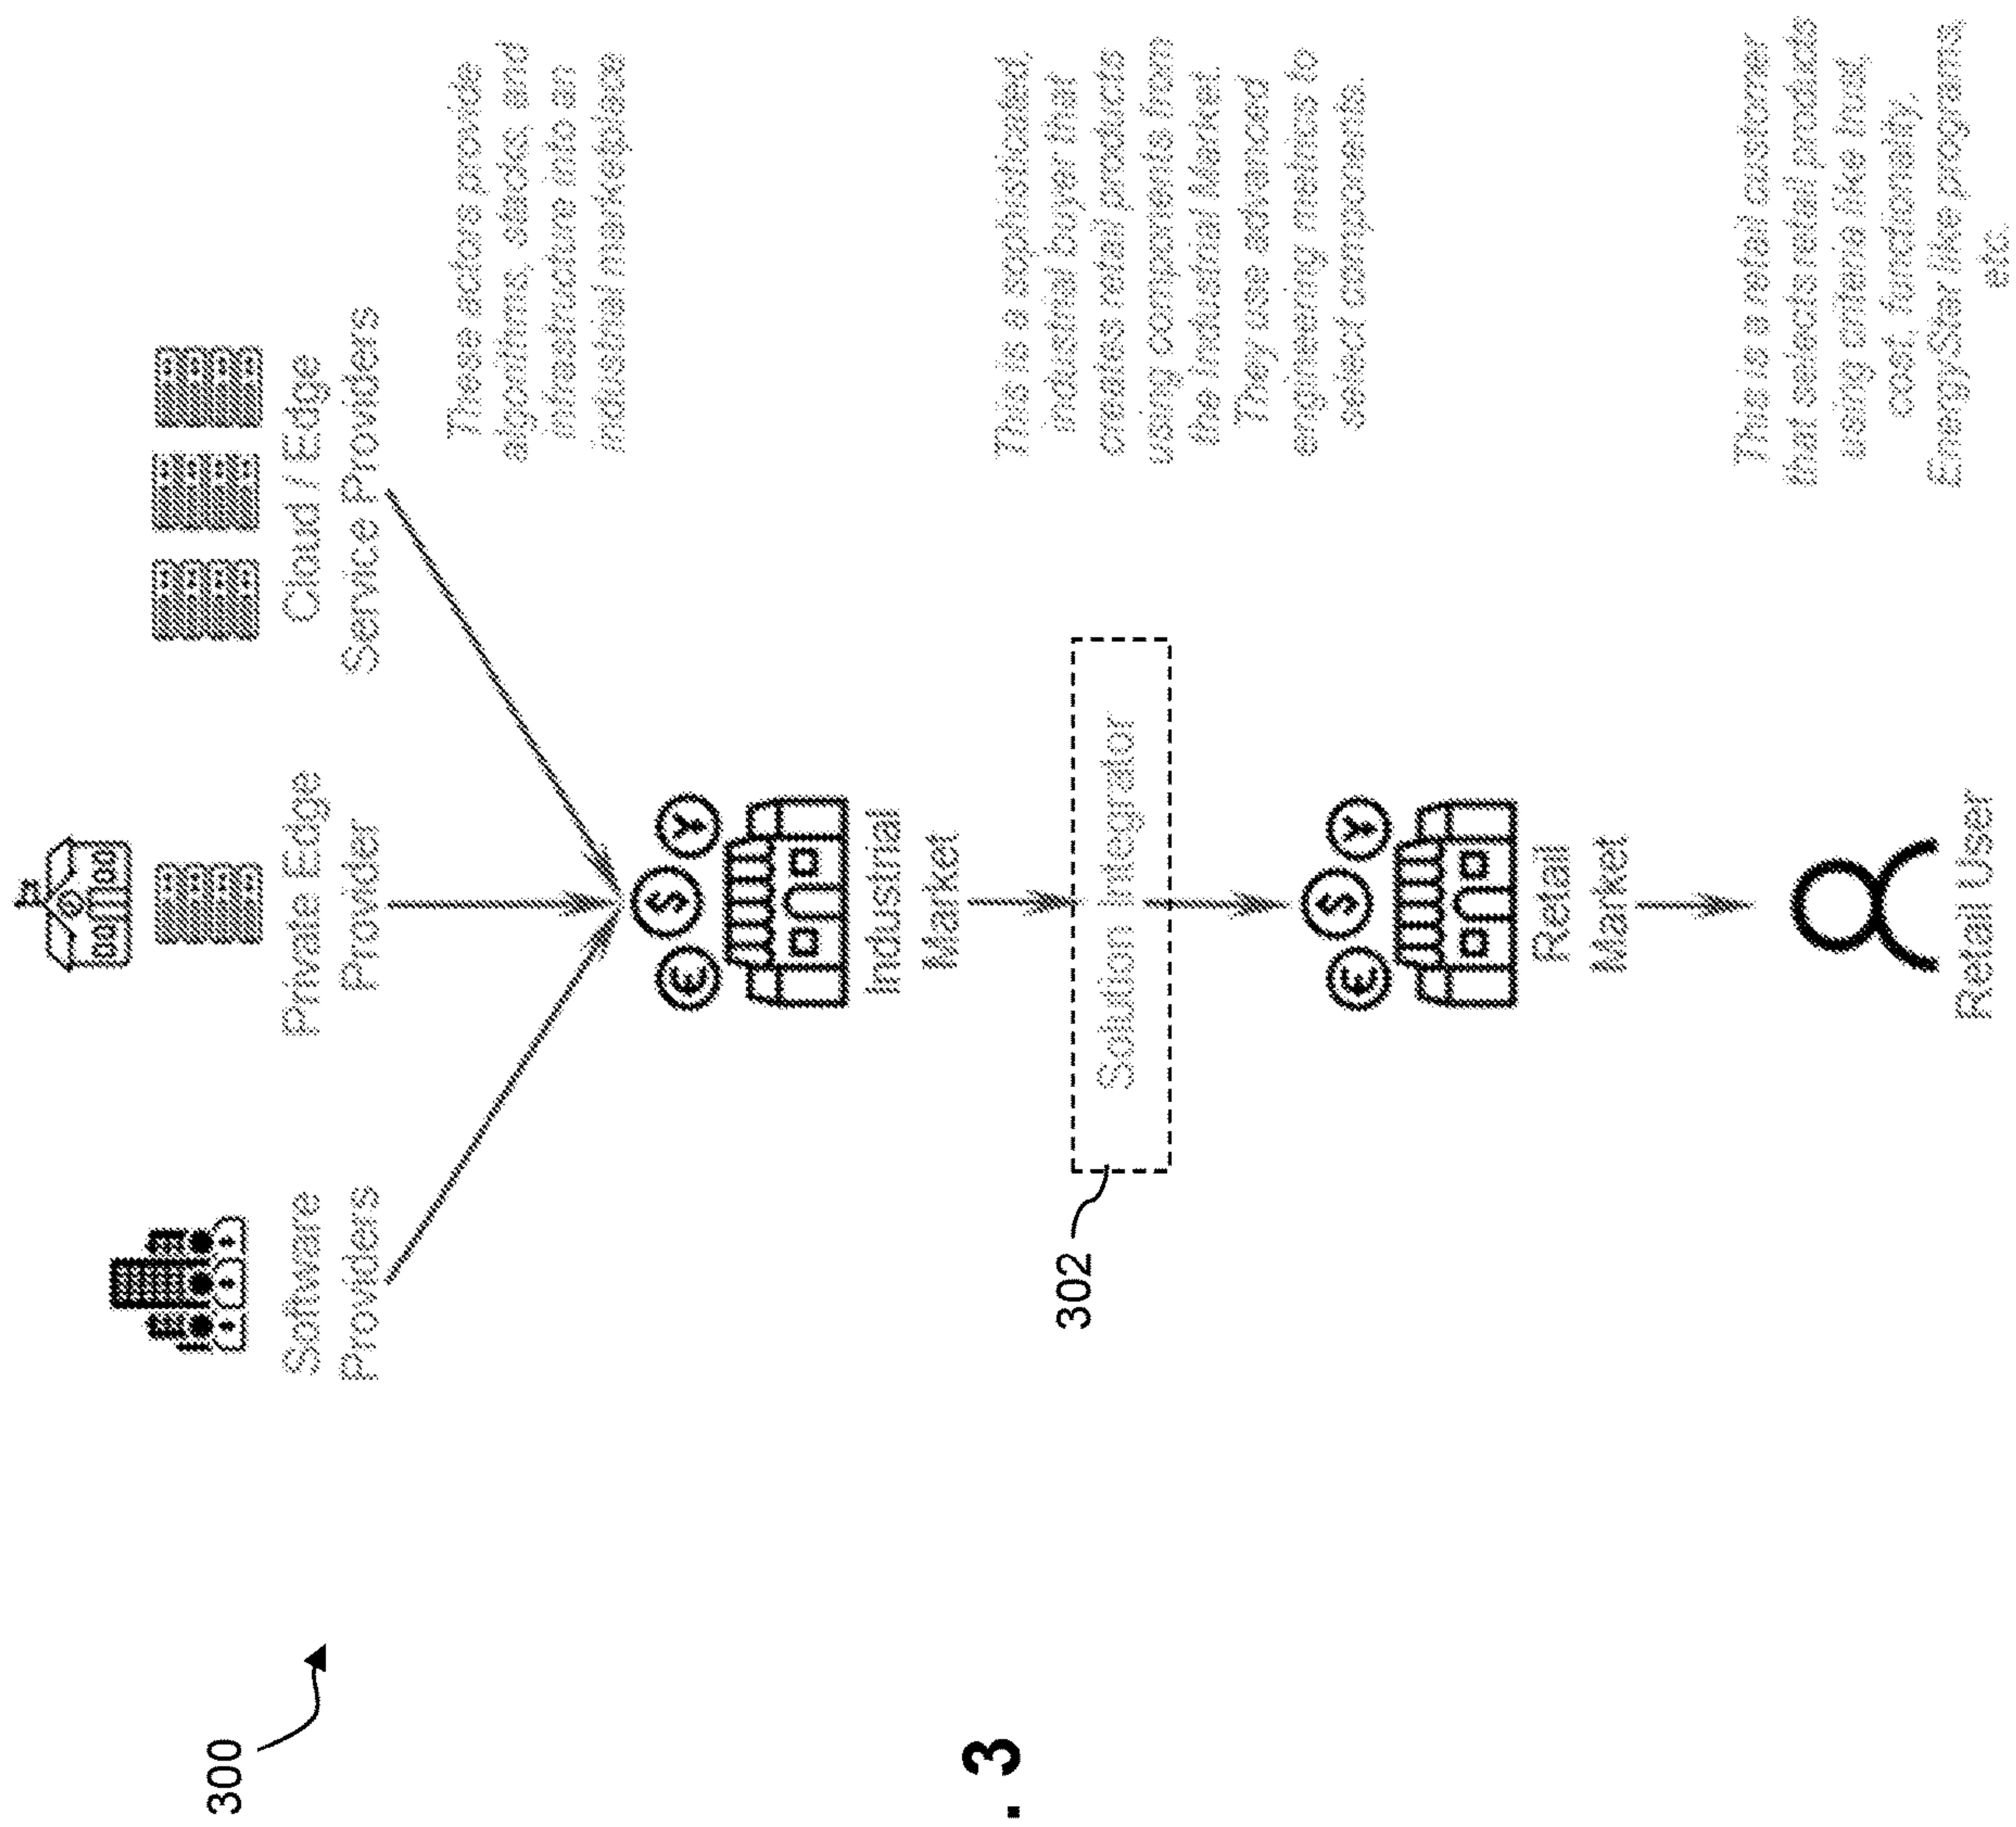 300
Software
Providers
Private Edge
Provider
Cloud / Edge
Service Providers
These actors provide
algorithms, stacks, and
infrastructure into an
industrial marketplace
Industrial
Market
302
Solution Integrator
This is a sophisticated,
industrial buyer that
creates retail products
using components from
the Industrial Market.
They use advanced
engineering metrics to
select components.
Retail
Market
Retail User
This is a retail customer
that selects retail products
using criteria like trust,
cost, functionality,
EnergyStar like programs,
etc.
. 3